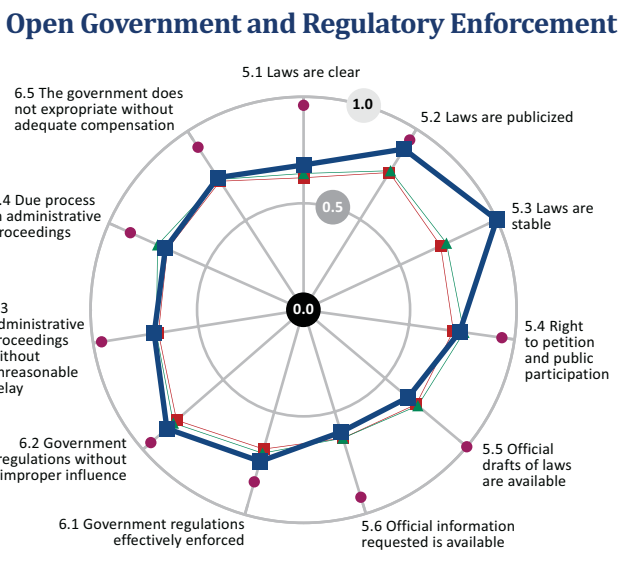 Open Government and Regulatory Enforcement
5.1 Laws are clear
1.0
6.5 The government does
not expropriate without
adequate compensation
5.2 Laws are publicized
.4 Due process
administrative
roceedings
0.5
5.3 Laws are
stable
0.0
3
dministrative
roceedings
ithout
nreasonable
elay
5.4 Right
to petition
and public
participation
6.2 Government
regulations without
improper influence
5.5 Official
drafts of laws
are available
6.1 Government regulations
effectively enforced
5.6 Official information
requested is available